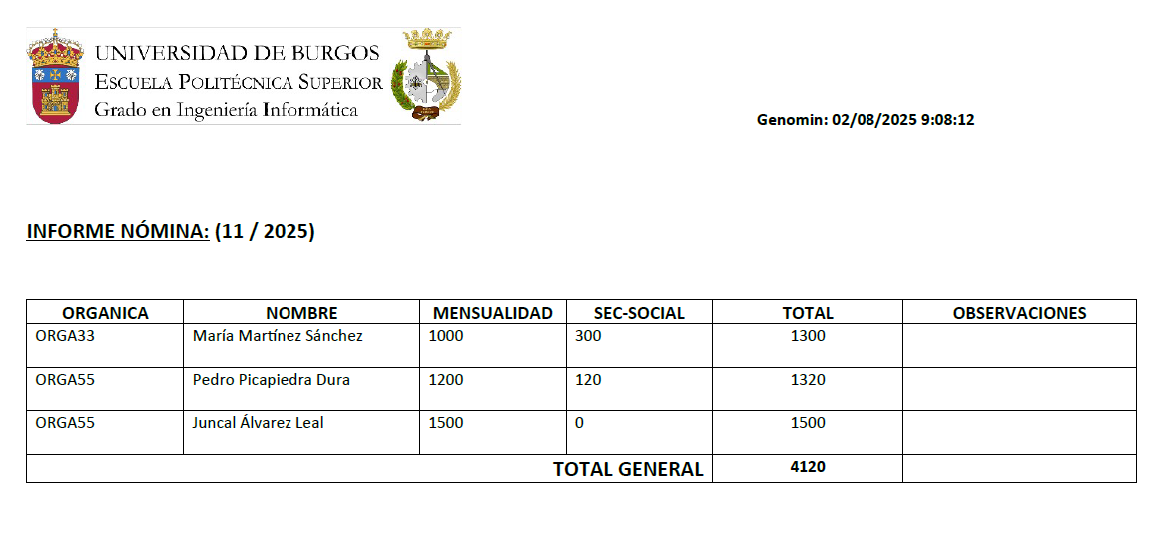 UNIVERSIDAD DE BURGOS
ESCUELA POLITÉCNICA SUPERIOR
Grado en Ingeniería Informática
Genomin: 02/08/2025 9:08:12
INFORME NÓMINA: (11 / 2025)
ORGANICA NOMBRE MENSUALIDAD SEC-SOCIAL TOTAL OBSERVACIONES
ORGA33 María Martínez Sánchez 1000 300 1300
ORGA55 Pedro Picapiedra Dura 1200 120 1320
ORGA55 Juncal Álvarez Leal 1500 0 1500
TOTAL GENERAL 4120